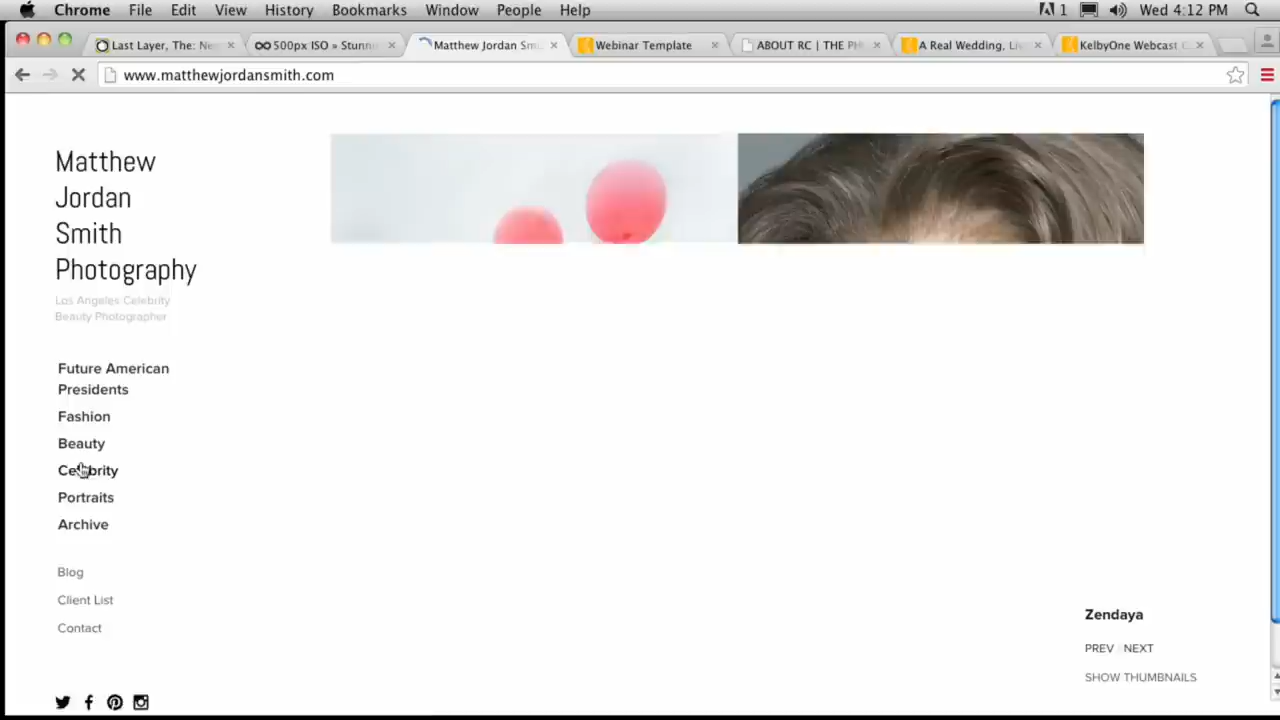 Chrome File Edit View History Bookmarks Window People Help 1 Wed 4:12 PM
Last Layer, The: Ne 500px ISO » Stunn Matthew Jordan Sm Webinar Template ABOUT RC | THE PH A Real Wedding, Li KelbyOne Webcast C
www.matthewjordansmith.com
Matthew
Jordan
Smith
Photography
Los Angeles Celebrity
Beauty Photographer
Future American
Presidents
Fashion
Beauty
Celebrity
Portraits
Archive
Blog
Client List
Contact
Zendaya
PREV NEXT
SHOW THUMBNAILS